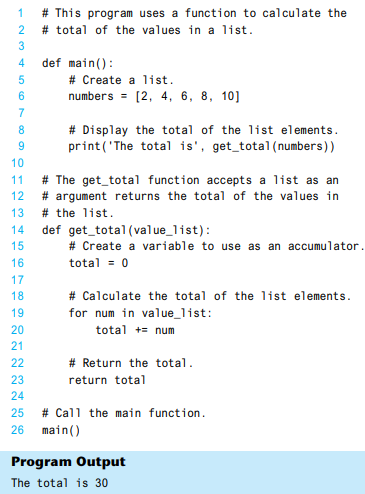 1 # This program uses a function to calculate the
2 # total of the values in a list.
3
4 def main():
5     # Create a list.
6     numbers = [2, 4, 6, 8, 10]
7
8     # Display the total of the list elements.
9     print('The total is', get_total(numbers))
10
11 # The get_total function accepts a list as an
12 # argument returns the total of the values in
13 # the list.
14 def get_total(value_list):
15     # Create a variable to use as an accumulator.
16     total = 0
17
18     # Calculate the total of the list elements.
19     for num in value_list:
20         total += num
21
22     # Return the total.
23     return total
24
25 # Call the main function.
26 main()
Program Output
The total is 30